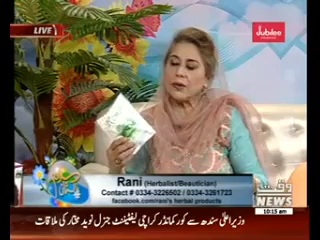 LIVE
Jubilee
Rani (Herbalist/Beautician)
Contact # 0334-3226502 / 0334-3261723
facebook.com/rani's herbal products
وقت
NEWS
10:15 am
وزیراعلیٰ سندھ سے کور کمانڈر کراچی لیفٹیننٹ جنرل نوید مختار کی ملاقات